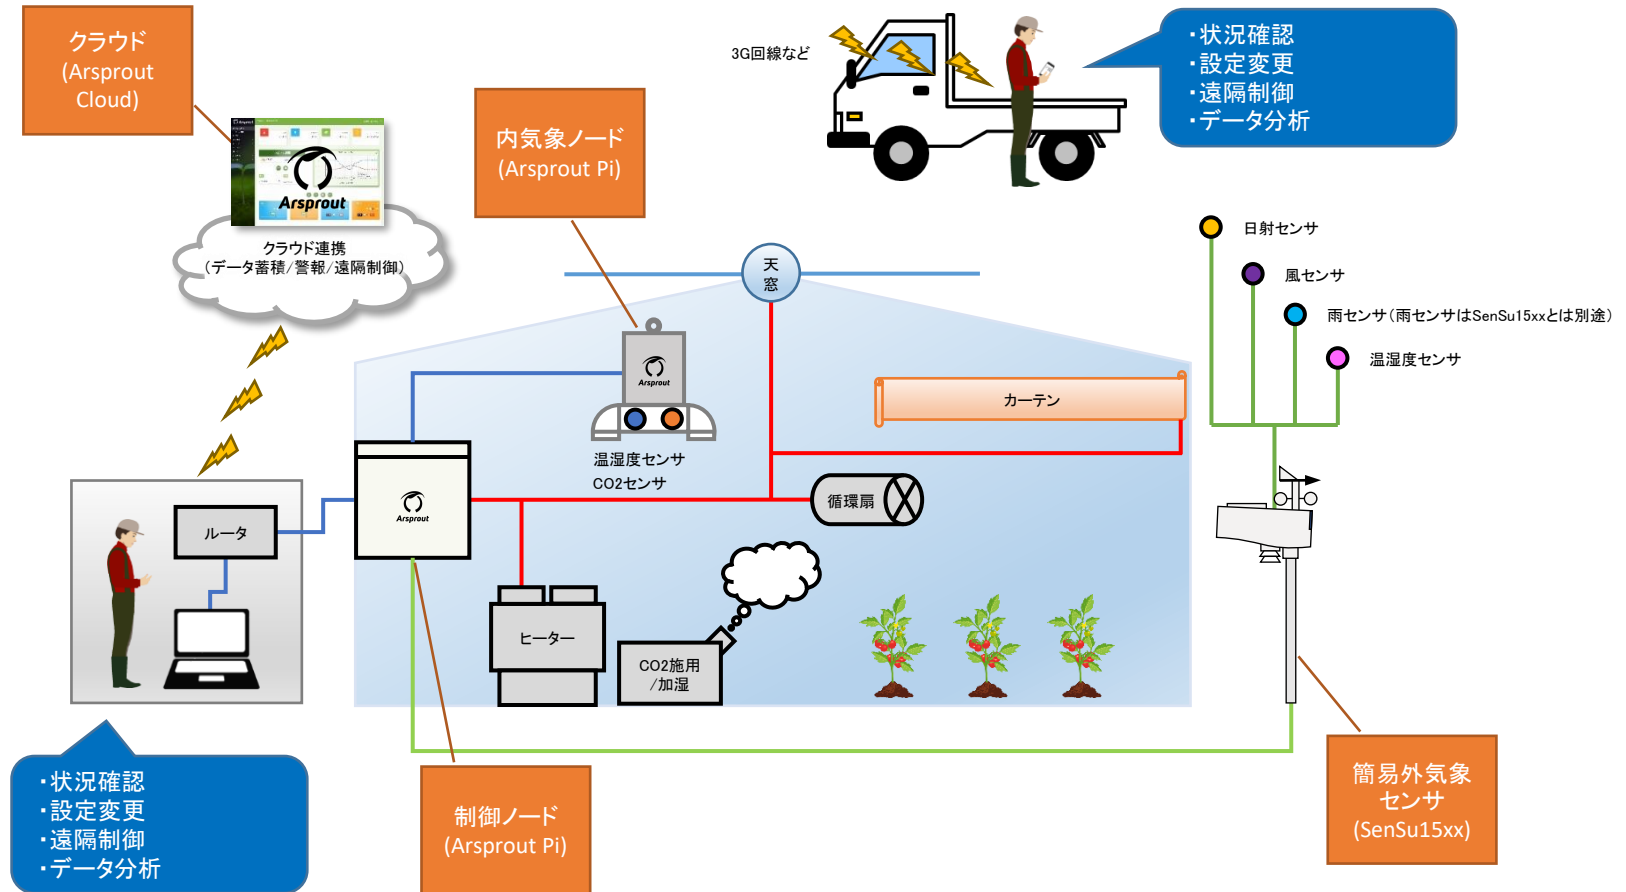 クラウド
(Arsprout
Cloud)
Arsprout
クラウド連携
(データ蓄積/警報/遠隔制御)
内気象ノード
(Arsprout Pi)
3G回線など
・状況確認
・設定変更
・遠隔制御
・データ分析
天
窓
日射センサ
風センサ
雨センサ(雨センサはSenSu15xxとは別途)
温湿度センサ
Arsprout
カーテン
温湿度センサ
CO2センサ
循環扇
Arsprout
ルータ
ヒーター
CO2施用
/加湿
・状況確認
・設定変更
・遠隔制御
・データ分析
制御ノード
(Arsprout Pi)
簡易外気象
センサ
(SenSu15xx)